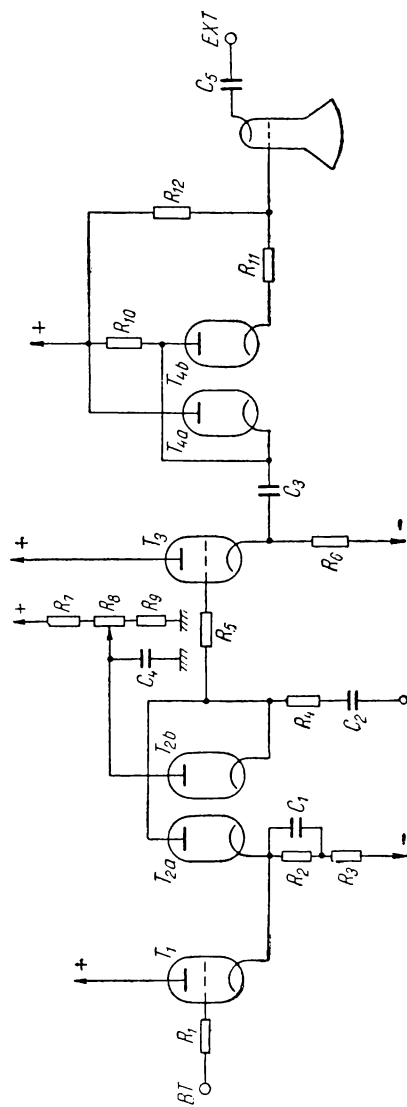 BT
R1
T1
+
T2a
T2b
R2
C1
R3
-
R4
C2
+
R7
R8
R9
C4
R5
T3
+
R6
-
C3
T4a
T4b
+
R10
R11
R12
C5
EXT